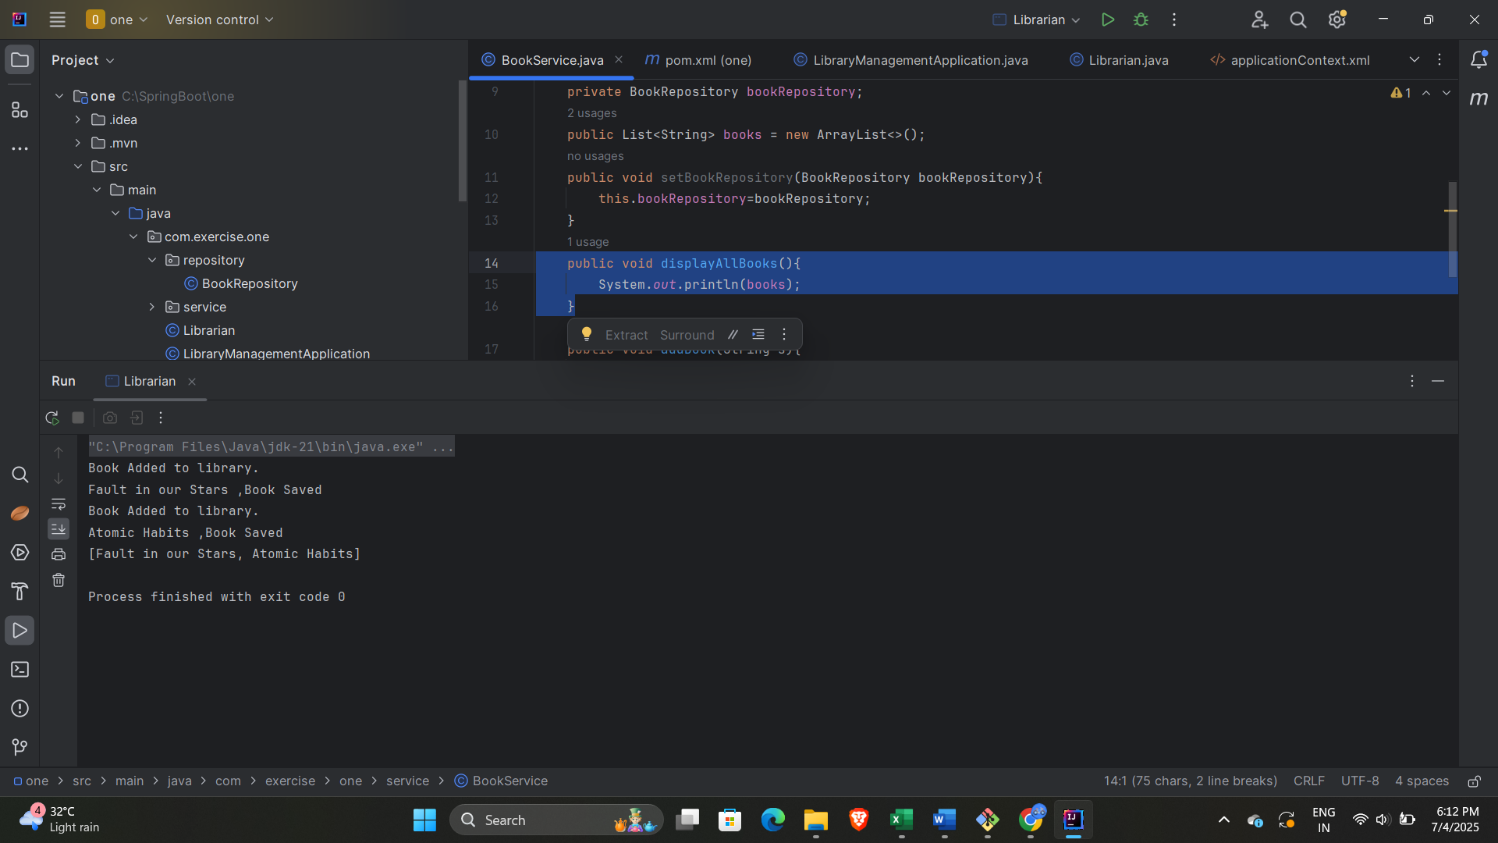 one
Version control
Librarian
Project
BookService.java
pom.xml (one)
LibraryManagementApplication.java
Librarian.java
applicationContext.xml
one C:\SpringBoot\one
.idea
.mvn
src
main
java
com.exercise.one
repository
BookRepository
service
Librarian
LibraryManagementApplication
1
9 private BookRepository bookRepository;
2 usages
10 public List<String> books = new ArrayList<>();
no usages
11 public void setBookRepository(BookRepository bookRepository){
12 this.bookRepository=bookRepository;
13 }
1 usage
14 public void displayAllBooks(){
15 System.out.println(books);
16 }
Extract Surround
17
Run Librarian
"C:\Program Files\Java\jdk-21\bin\java.exe" ...
Book Added to library.
Fault in our Stars ,Book Saved
Book Added to library.
Atomic Habits ,Book Saved
[Fault in our Stars, Atomic Habits]
Process finished with exit code 0
one > src > main > java > com > exercise > one > service > BookService
14:1 (75 chars, 2 line breaks) CRLF UTF-8 4 spaces
4
32°C
Light rain
Search
ENG
IN
6:12 PM
7/4/2025